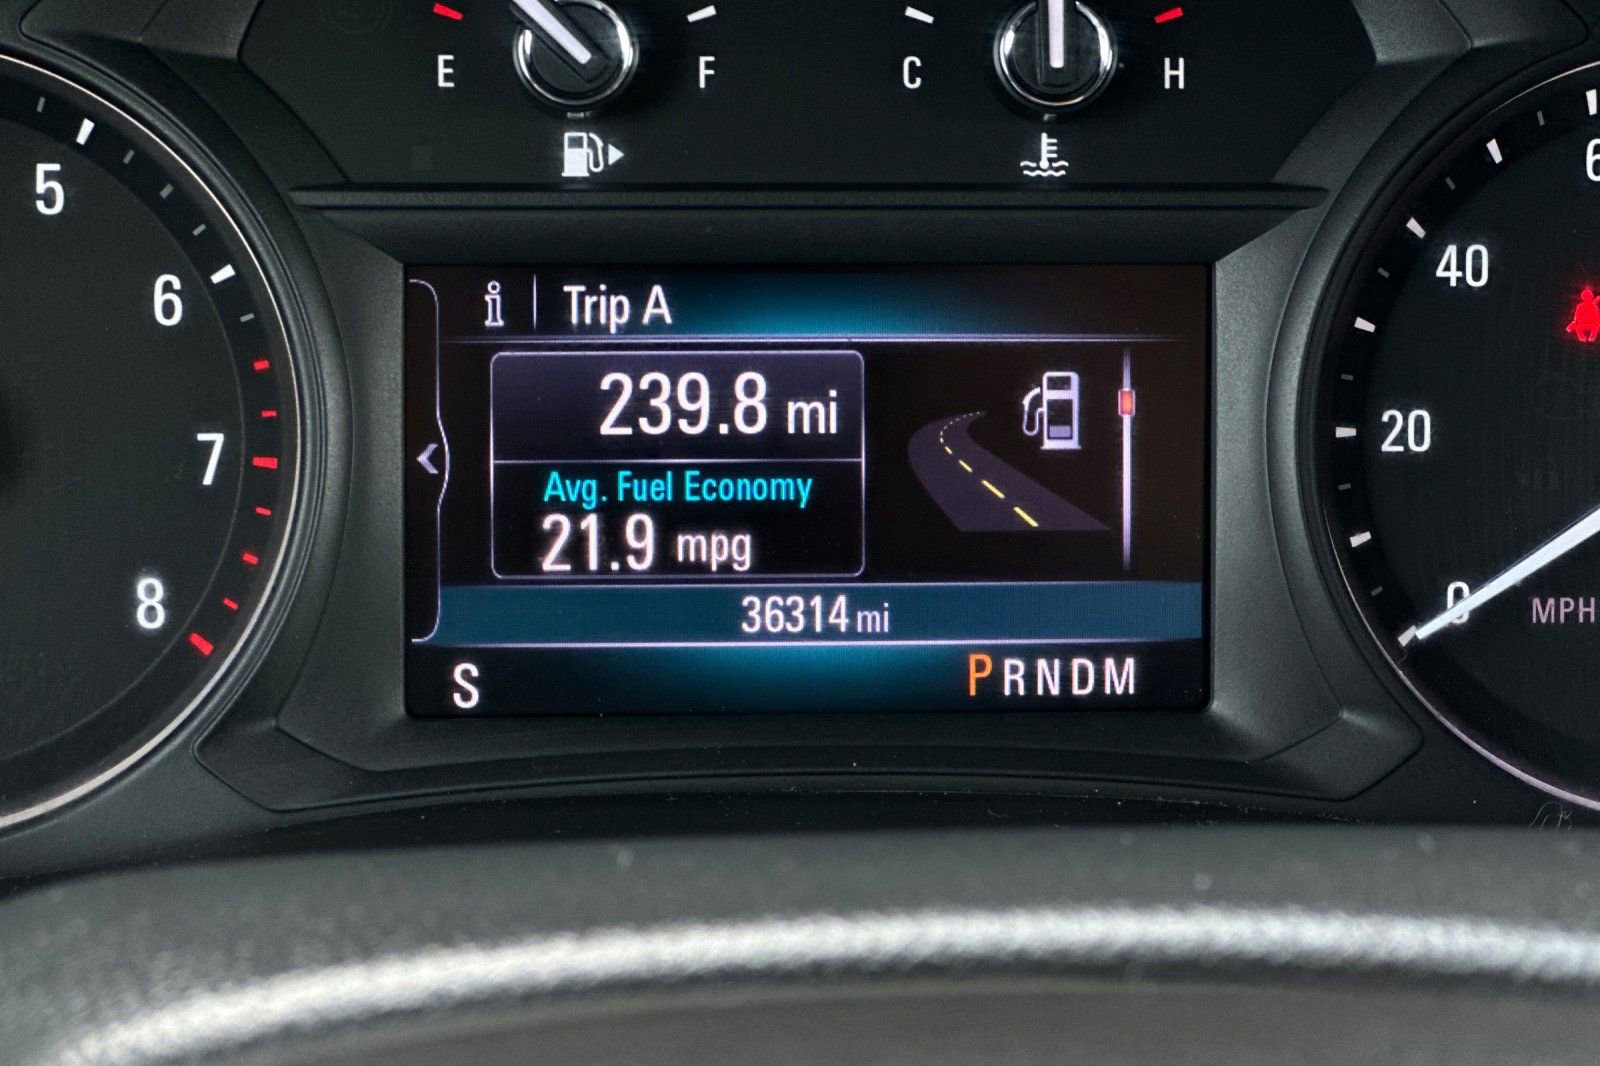 E F C H
5
6
7
8
i Trip A
239.8 mi
Avg. Fuel Economy
21.9 mpg
36314 mi
S PRNDM
40
20
0
MPH